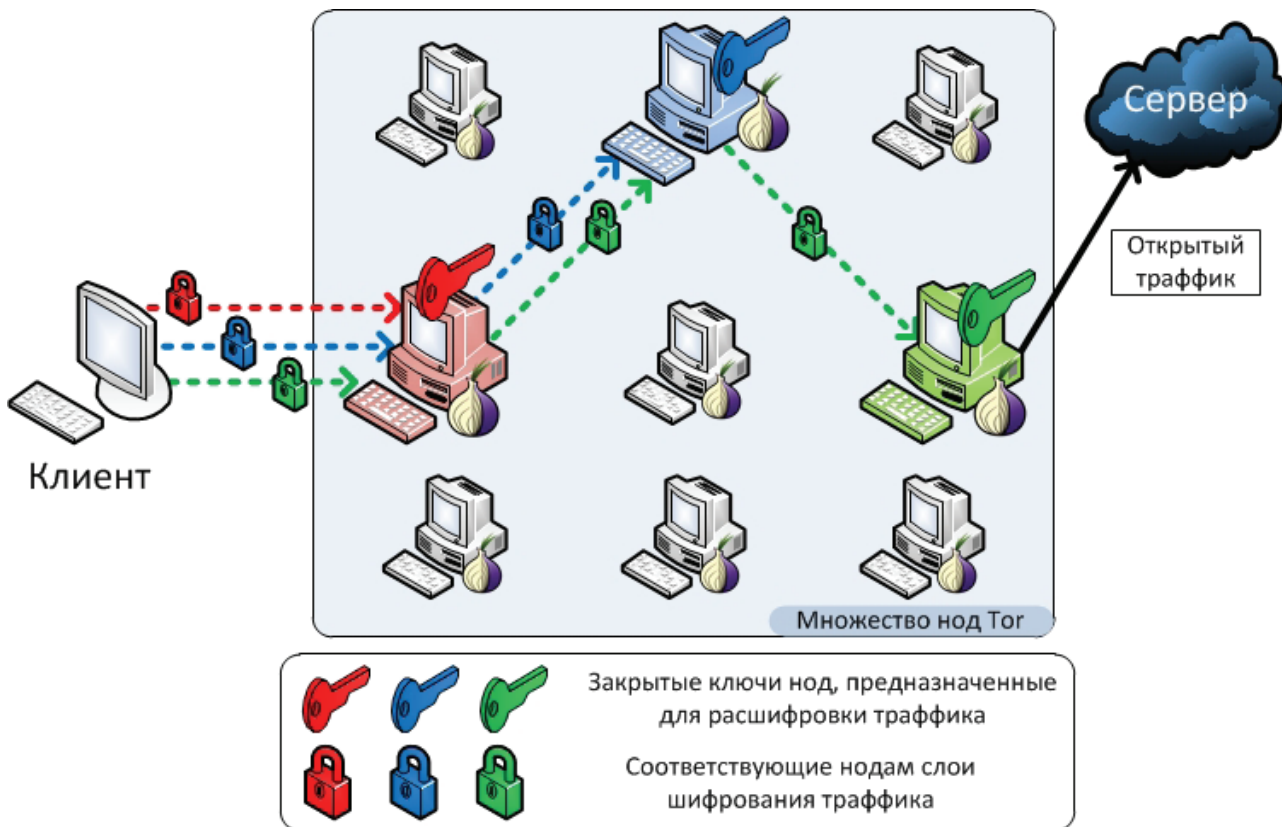 Сервер
Открытый
траффик
Клиент
Множество нод Tor
Закрытые ключи нод, предназначенные
для расшифровки траффика
Соответствующие нодам слои
шифрования траффика